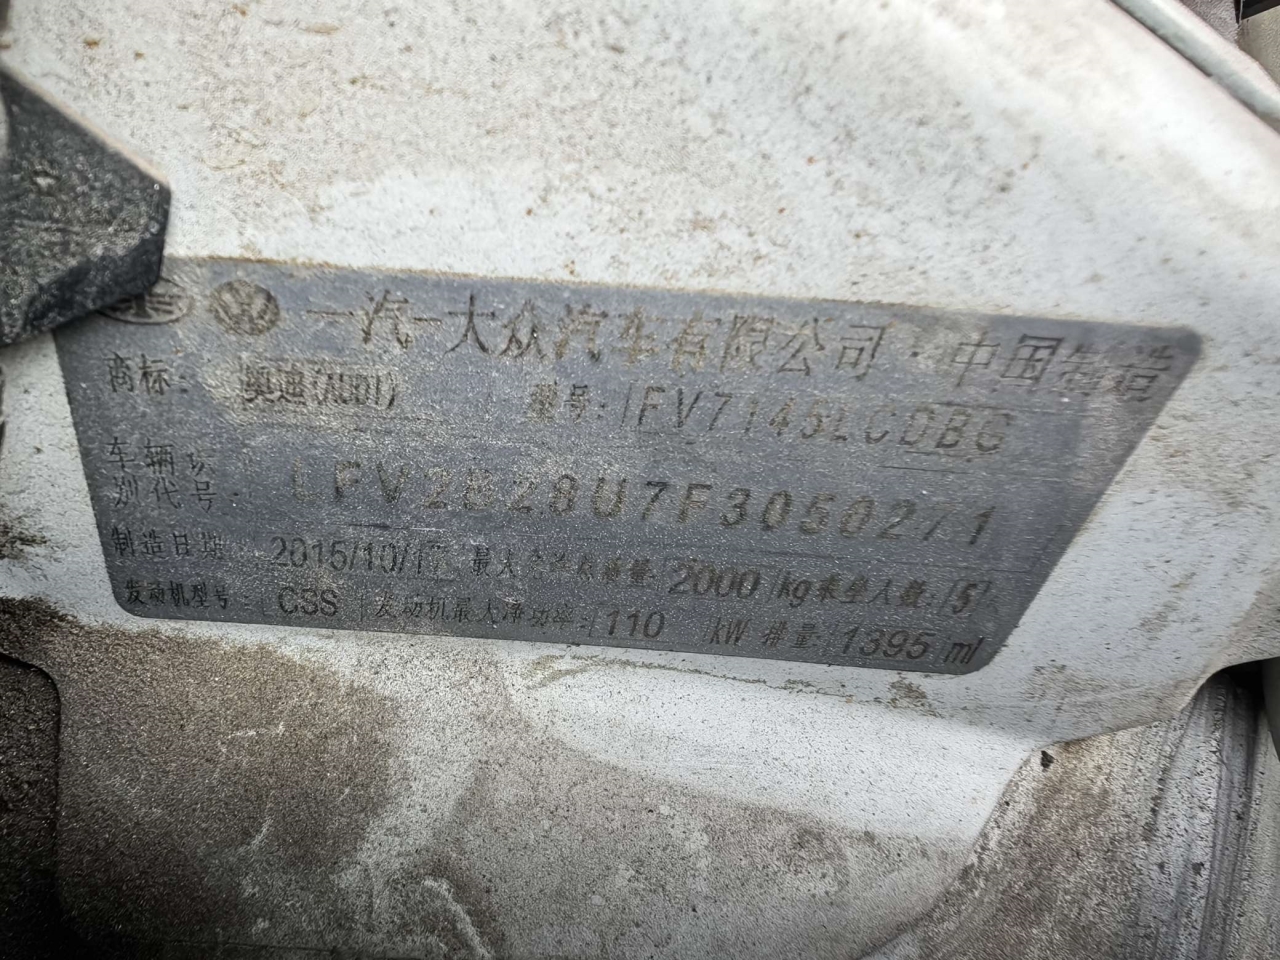 一汽-大众汽车有限公司·中国制造
商标: 奥迪(AUDI) 型号: FV7145LCDBG
车辆识
别代号: LFV2B28U7F3050271
制造日期: 2015/10/17 最大允许总质量: 2000 kg 乘坐人数: 5
发动机型号: CSS 发动机最大净功率: 110 kW 排量: 1395 ml